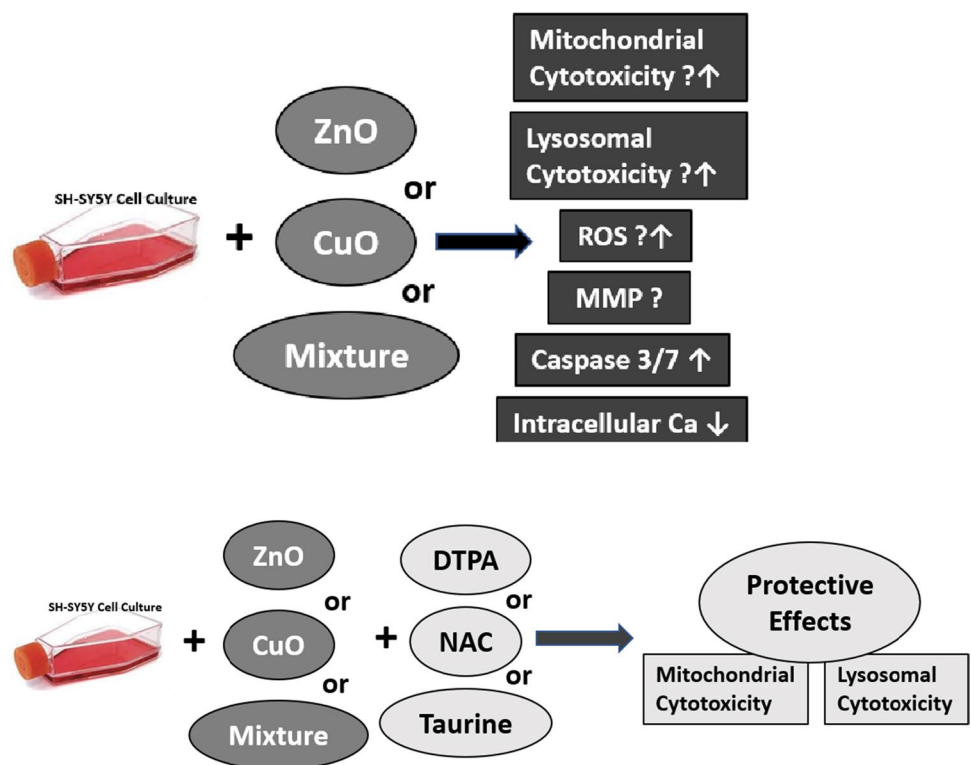 SH-SY5Y Cell Culture
+
ZnO
or
CuO
or
Mixture
Mitochondrial
Cytotoxicity ?↑
Lysosomal
Cytotoxicity ?↑
ROS ?↑
MMP ?
Caspase 3/7 ↑
Intracellular Ca ↓
SH-SY5Y Cell Culture
+
ZnO
or
CuO
or
Mixture
+
DTPA
or
NAC
or
Taurine
Protective
Effects
Mitochondrial
Cytotoxicity
Lysosomal
Cytotoxicity